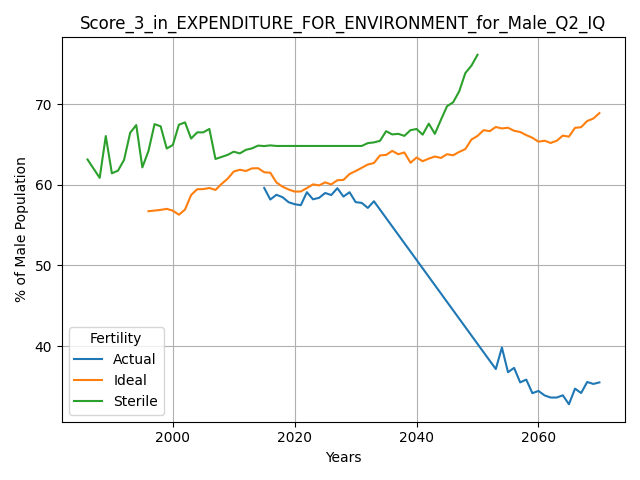 Score_3_in_EXPENDITURE_FOR_ENVIRONMENT_for_Male_Q2_IQ
% of Male Population
70
60
50
40
Fertility
Actual
Ideal
Sterile
2000
2020
2040
2060
Years